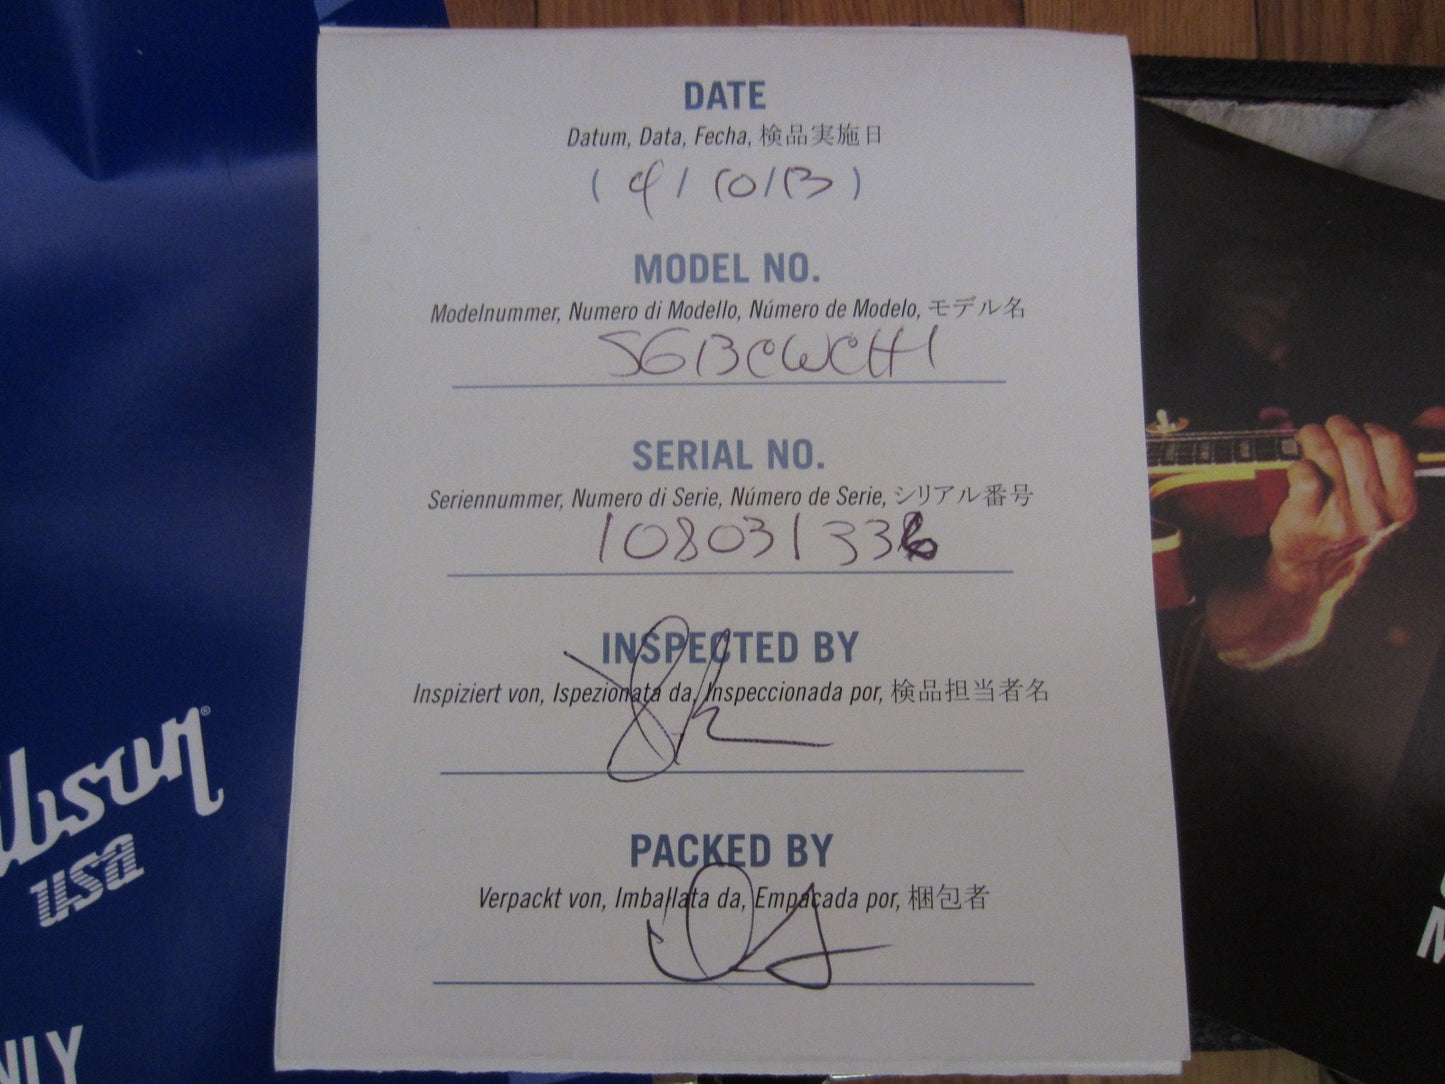 DATE
Datum, Data, Fecha, 検品実施日
( 4 / 10 / 13 )
MODEL NO.
Modelnummer, Numero di Modello, Número de Modelo, モデル名
SGBCWCH1
SERIAL NO.
Seriennummer, Numero di Serie, Número de Serie, シリアル番号
108031336
INSPECTED BY
Inspiziert von, Ispezionata da, Inspeccionada por, 検品担当者名
PACKED BY
Verpackt von, Imballata da, Empacada por, 梱包者
Gibson
USA